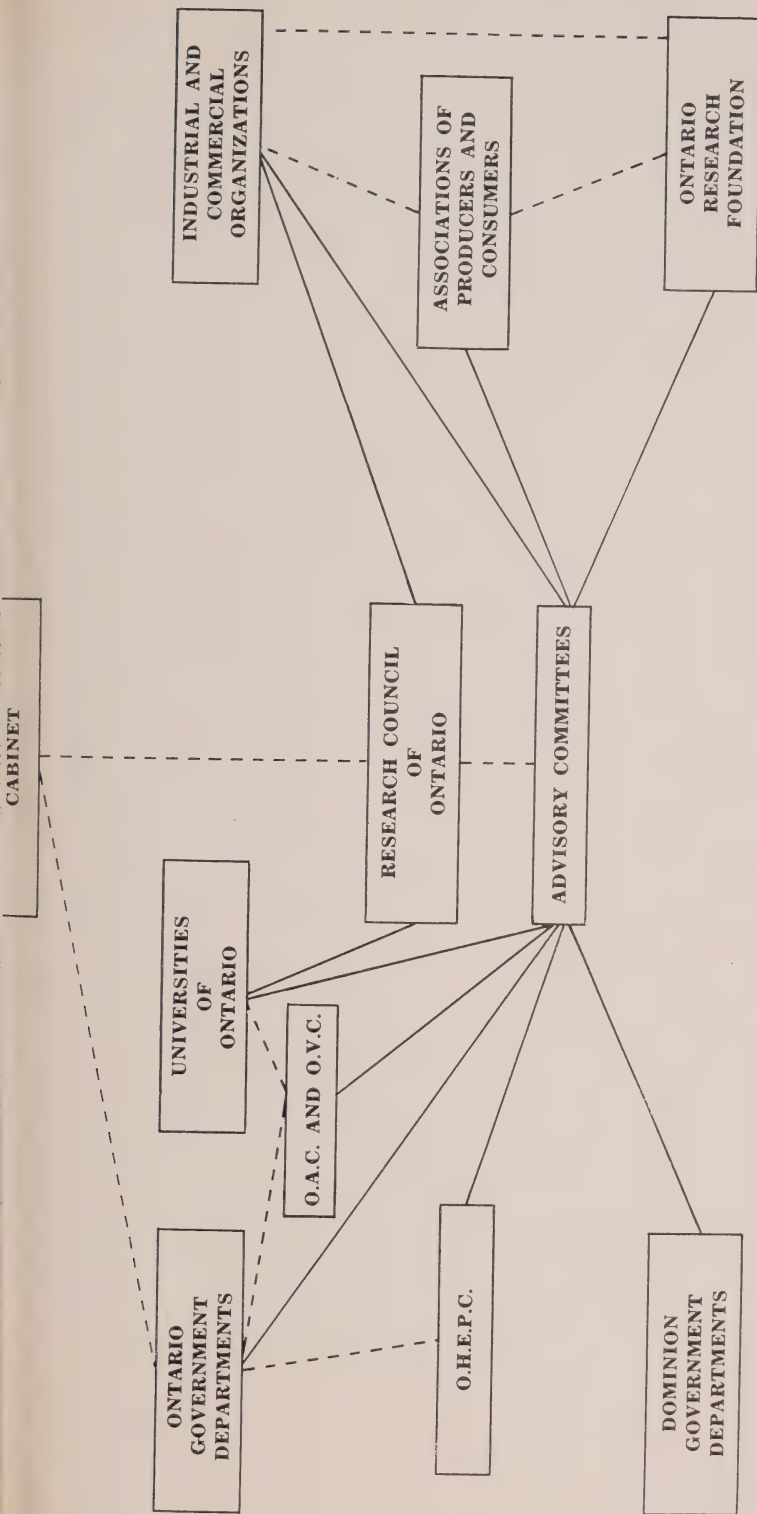 CABINET
ONTARIO
GOVERNMENT
DEPARTMENTS
UNIVERSITIES
OF
ONTARIO
INDUSTRIAL AND
COMMERCIAL
ORGANIZATIONS
O.A.C. AND O.V.C.
RESEARCH COUNCIL
OF
ONTARIO
ASSOCIATIONS OF
PRODUCERS AND
CONSUMERS
O.H.E.P.C.
ADVISORY COMMITTEES
DOMINION
GOVERNMENT
DEPARTMENTS
ONTARIO
RESEARCH
FOUNDATION